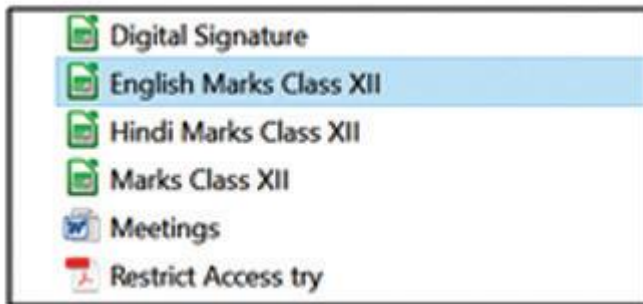 Digital Signature
English Marks Class XII
Hindi Marks Class XII
Marks Class XII
Meetings
Restrict Access try